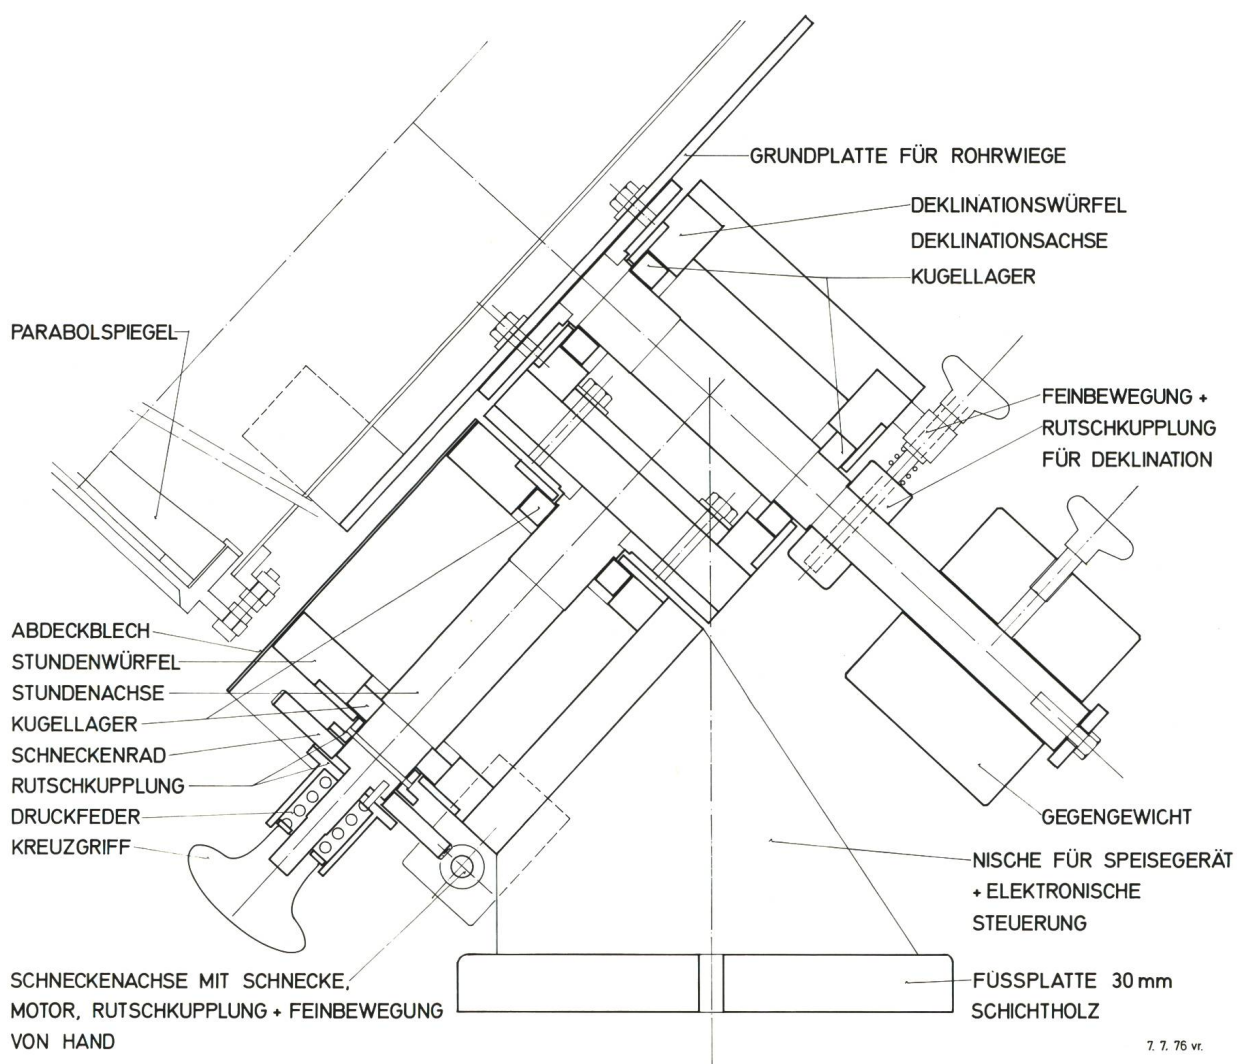 GRUNDPLATTE FÜR ROHRWIEGE
DEKLINATIONSWÜRFEL
DEKLINATIONSACHSE
KUGELLAGER
PARABOLSPIEGEL
FEINBEWEGUNG +
RUTSCHKUPPLUNG
FÜR DEKLINATION
ABDECKBLECH
STUNDENWÜRFEL
STUNDENACHSE
KUGELLAGER
SCHNECKENRAD
RUTSCHKUPPLUNG
DRUCKFEDER
KREUZGRIFF
GEGENGEWICHT
NISCHE FÜR SPEISEGERÄT
+ ELEKTRONISCHE
STEUERUNG
SCHNECKENACHSE MIT SCHNECKE,
MOTOR, RUTSCHKUPPLUNG + FEINBEWEGUNG
VON HAND
FÜSSPLATTE 30 mm
SCHICHTHOLZ
7. 7. 76 vr.